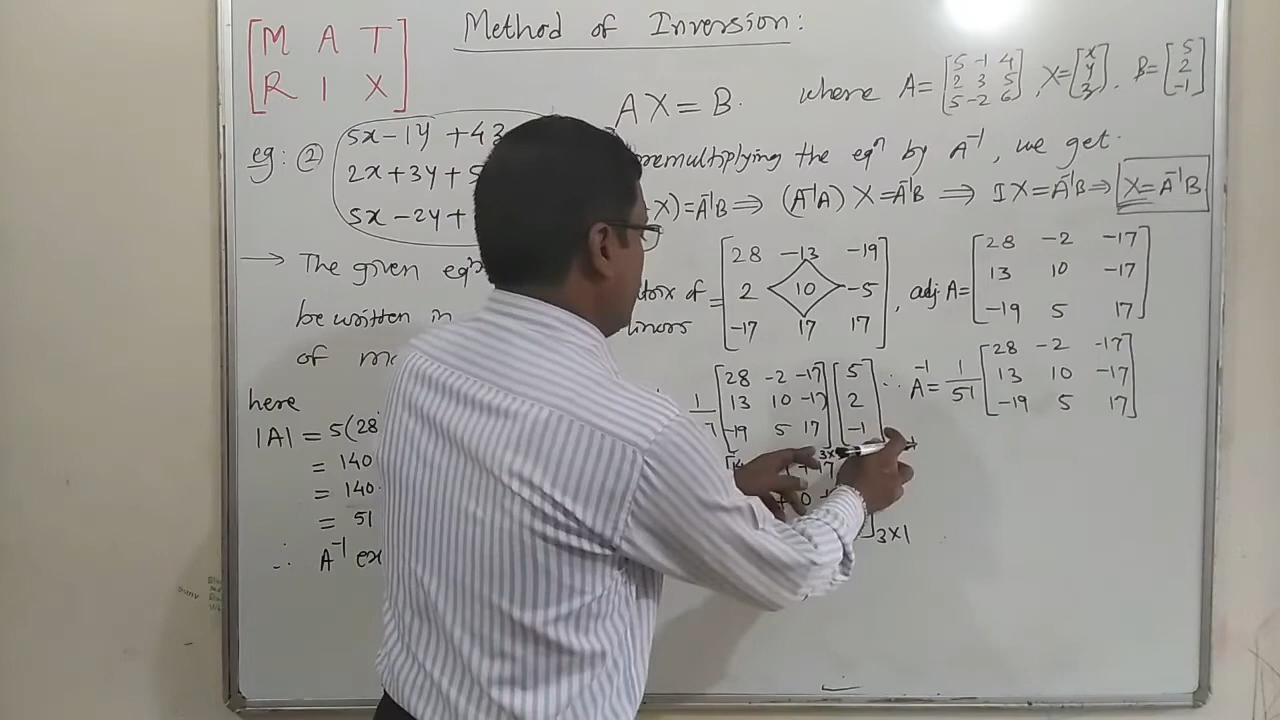 [M A T
R I X]
Method of Inversion:
eg: ② 5x-1y +43
2x+3y+5
5x-2y+
→ The given eqⁿ
be written in
of m
here
|A| = 5(28
= 140
= 140
= 51
∴ A⁻¹ ex
AX = B. where A= [5 -1 4
2 3 5
5 -2 6], X= [x
y
z], B= [5
2
-1]
premultiplying the eqⁿ by A⁻¹, we get.
X)=A⁻¹B ⟹ (A⁻¹A) X = A⁻¹B ⟹ IX = A⁻¹B ⟹ X = A⁻¹B
of = [28 -13 -19
2 10 -5
-17 17 17], adj A= [28 -2 -17
13 10 -17
-19 5 17]
1 [28 -2 -17
13 10 -17
-19 5 17] [5
2
-1]
∴ A⁻¹ = 1/51 [28 -2 -17
13 10 -17
-19 5 17]
+ 17
+ 0 +
]3x1